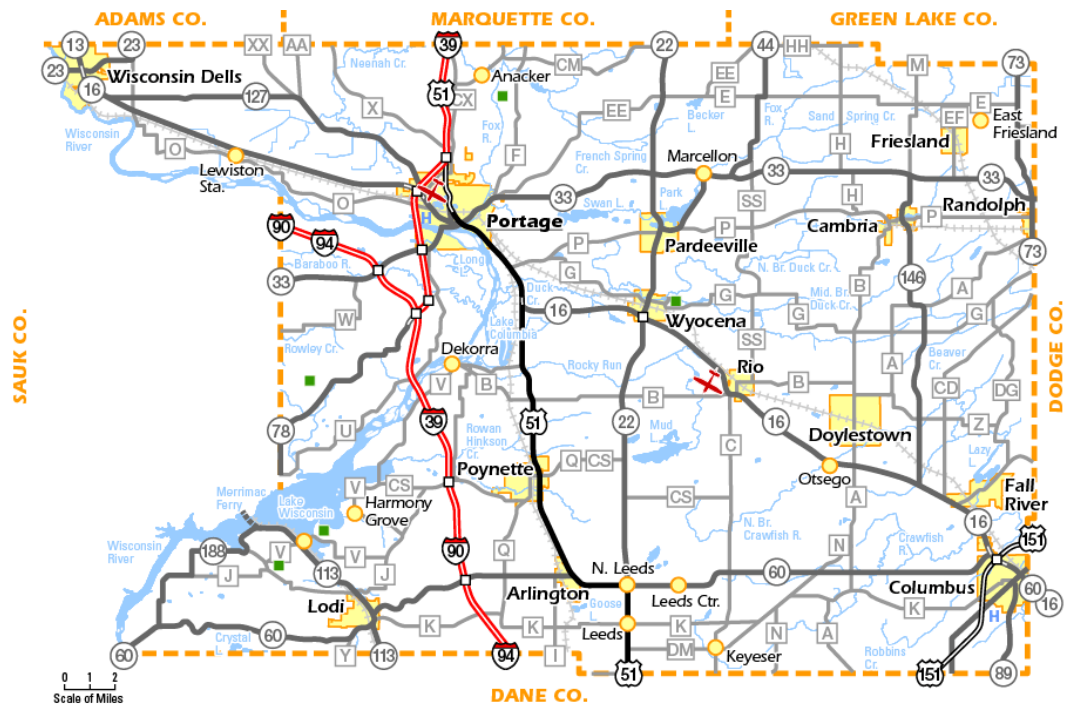 ADAMS CO.
MARQUETTE CO.
GREEN LAKE CO.
13
23
XX
AA
39
22
44
HH
Neenah Cr.
CM
M
73
23
Wisconsin Dells
Anacker
EE
16
127
51
CX
E
E
X
EE
Becker
L.
Fox
R.
Sand Spring Cr.
EF
East
Friesland
Wisconsin
River
Fox
R.
Friesland
O
F
French Spring
Cr.
H
Marcellon
Lewiston
Sta.
33
33
33
H
Park
L.
SS
O
33
Swan L.
Randolph
H
Portage
P
Cambria
P
90
94
P
Pardeeville
Baraboo R.
Long
L.
N. Br. Duck Cr.
73
33
G
146
Duck
Cr.
G
Mid. Br.
Duck Cr.
A
16
W
Lake
Columbia
Wyocena
G
G
Rowley Cr.
Dekorra
SS
Beaver
Cr.
SAUK CO.
DODGE CO.
Rocky Run
Rio
A
V
B
B
B
CD
DG
39
51
22
16
78
U
Mud
L.
Z
Rowan
Hinkson
Cr.
Doylestown
C
Poynette
Q
CS
Lazy
L.
Otsego
Merrimac
Ferry
V
CS
Fall
River
Lake
Wisconsin
Harmony
Grove
CS
A
16
N. Br.
Crawfish R.
Crawfish
R.
151
Wisconsin
River
188
V
V
90
Q
N
J
113
J
N. Leeds
60
Columbus
60
Lodi
Arlington
Leeds Ctr.
16
Goose
L.
K
H
60
K
K
Leeds
K
N
A
Crystal
L.
DM
Robbins
Cr.
60
Y
113
94
I
Keyeser
51
151
89
0 1 2
Scale of Miles
DANE CO.